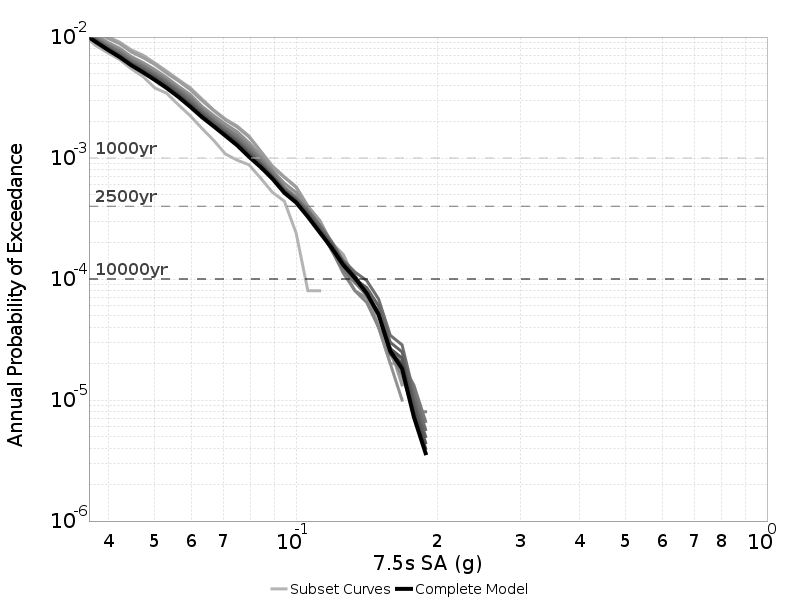 10-2
10-3
10-4
10-5
10-6
Annual Probability of Exceedance
1000yr
2500yr
10000yr
4 5 6 7 10-1 2 3 4 5 6 7 8 100
7.5s SA (g)
Subset Curves Complete Model